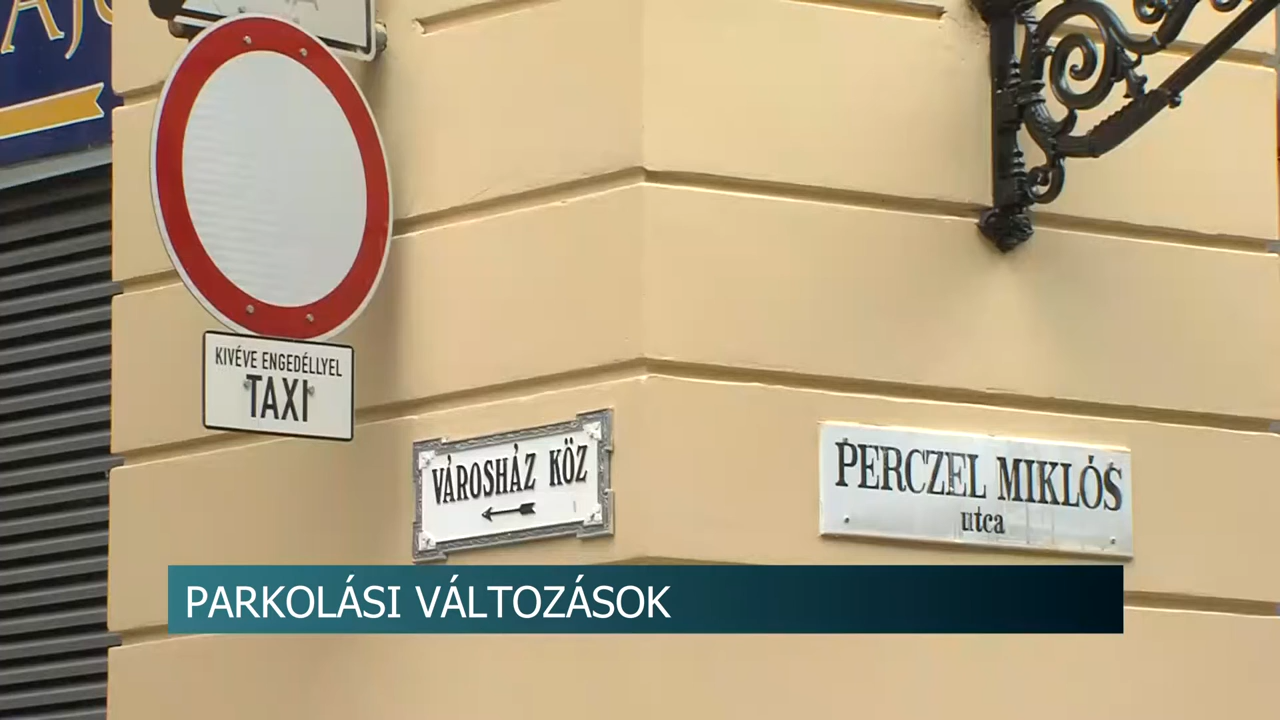 KIVÉVE ENGEDÉLLYEL
TAXI
VÁROSHÁZ KÖZ
PERCZEL MIKLÓS
utca
PARKOLÁSI VÁLTOZÁSOK